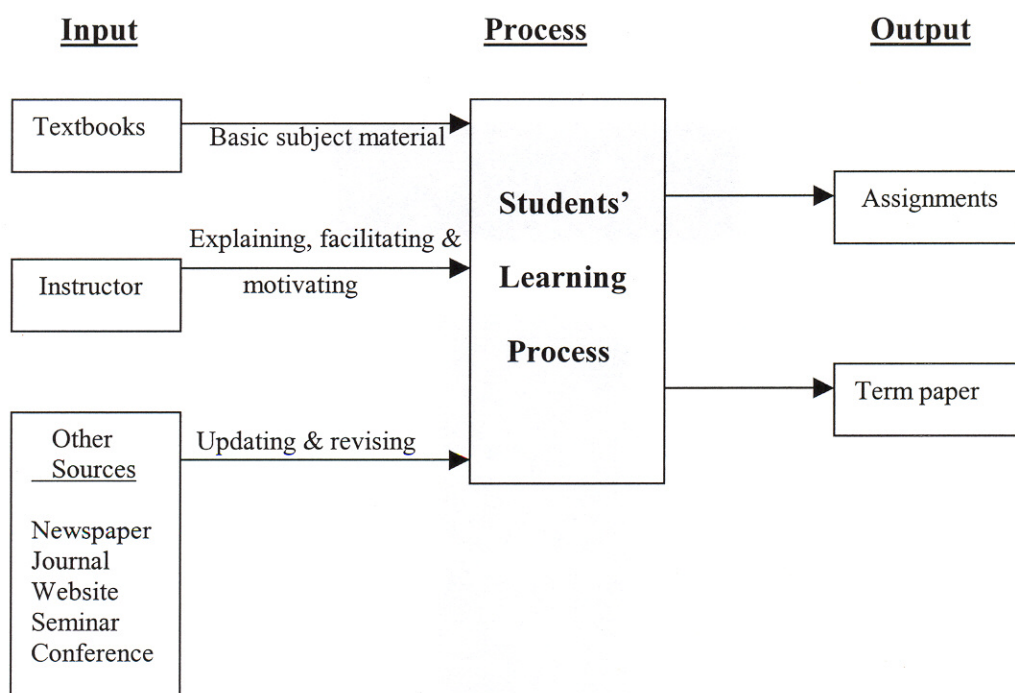 Input
Process
Output
Textbooks
Basic subject material
Explaining, facilitating &
motivating
Instructor
Other
Sources
Newspaper
Journal
Website
Seminar
Conference
Updating & revising
Students’
Learning
Process
Assignments
Term paper